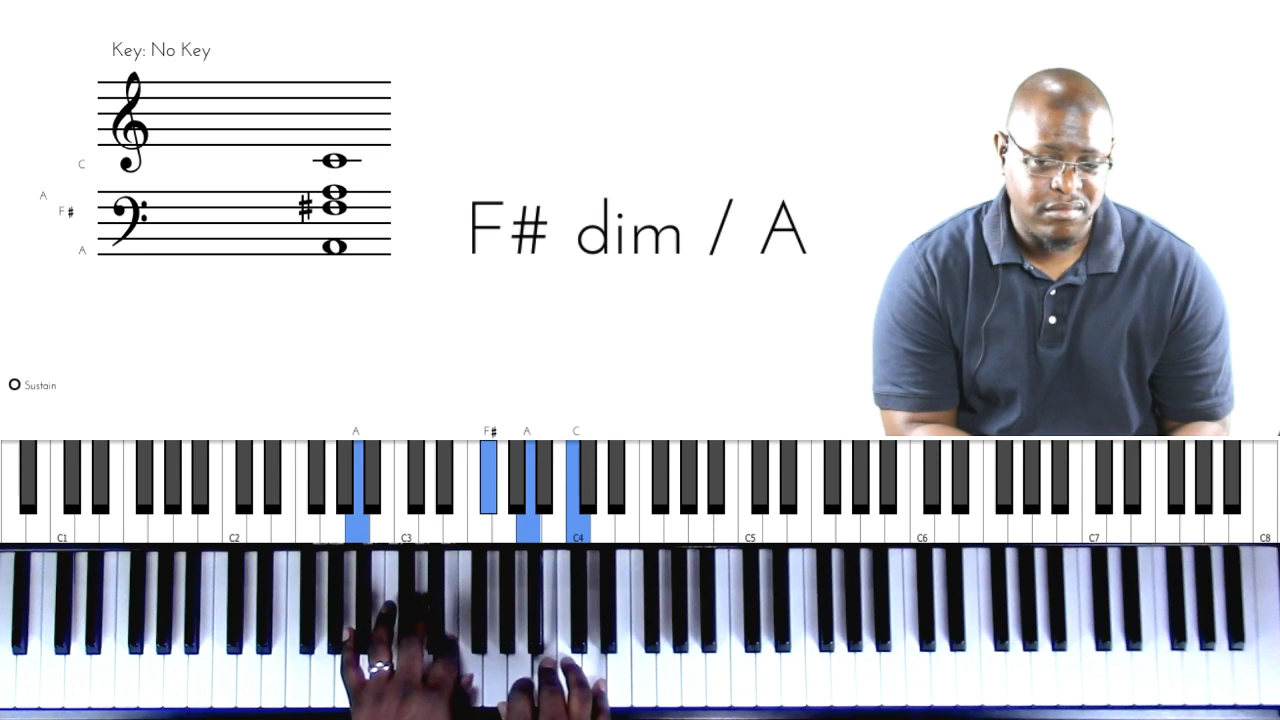 Key: No Key
C
A
F#
A
F# dim / A
Sustain
A F# A C
C1 C2 C3 C4 C5 C6 C7 C8